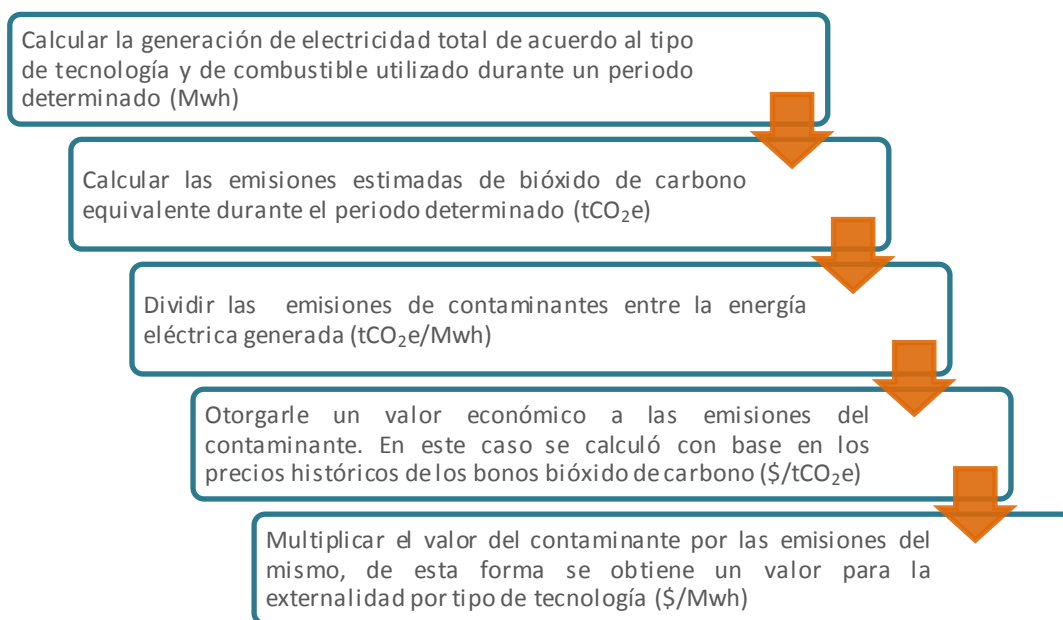 Calcular la generación de electricidad total de acuerdo al tipo
de tecnología y de combustible utilizado durante un periodo
determinado (Mwh)
Calcular las emisiones estimadas de bióxido de carbono
equivalente durante el periodo determinado (tCO₂e)
Dividir las emisiones de contaminantes entre la energía
eléctrica generada (tCO₂e/Mwh)
Otorgarle un valor económico a las emisiones del
contaminante. En este caso se calculó con base en los
precios históricos de los bonos bióxido de carbono ($/tCO₂e)
Multiplicar el valor del contaminante por las emisiones del
mismo, de esta forma se obtiene un valor para la
externalidad por tipo de tecnología ($/Mwh)